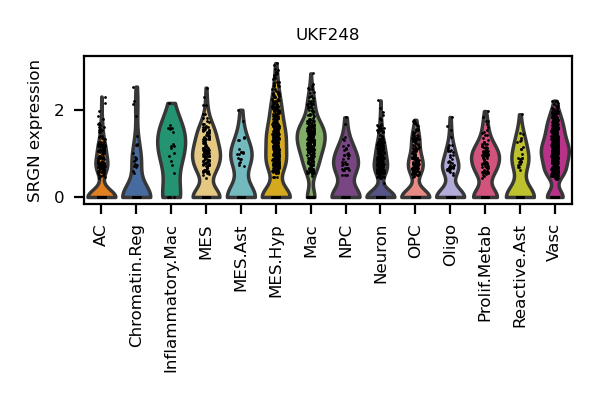 UKF248
SRGN expression
2
0
AC
Chromatin.Reg
Inflammatory.Mac
MES
MES.Ast
MES.Hyp
Mac
NPC
Neuron
OPC
Oligo
Prolif.Metab
Reactive.Ast
Vasc